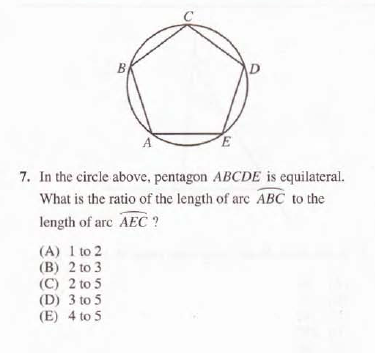 C
B
D
A
E
7. In the circle above, pentagon ABCDE is equilateral.
What is the ratio of the length of arc ABC to the
length of arc AEC ?
(A) 1 to 2
(B) 2 to 3
(C) 2 to 5
(D) 3 to 5
(E) 4 to 5